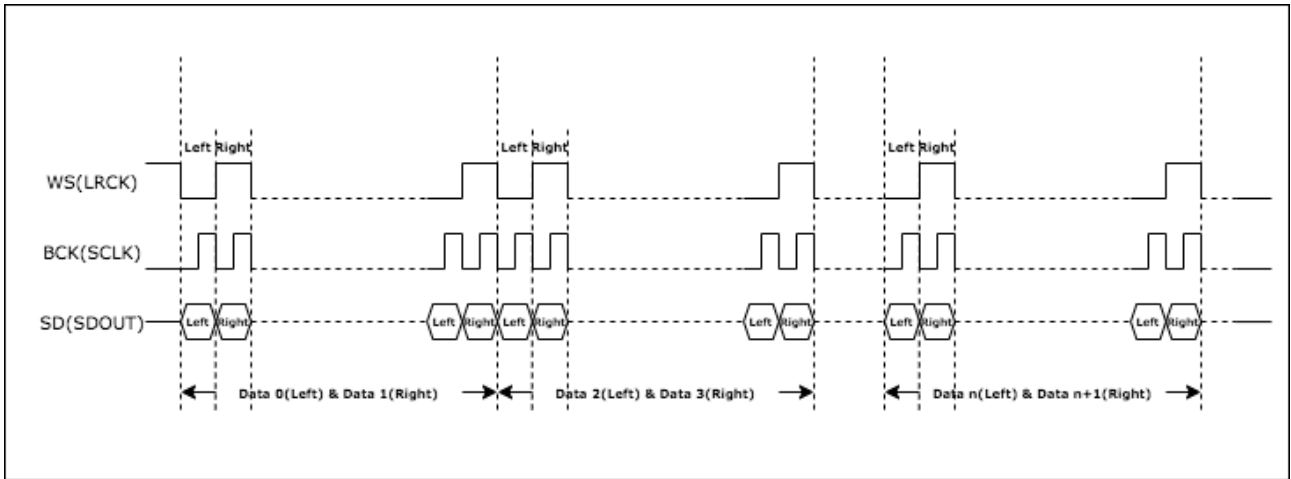 Left Right Left Right Left Right
WS(LRCK)
BCK(SCLK)
SD(SDOUT) Left Right Left Right Left Right Left Right Left Right Left Right
Data 0(Left) & Data 1(Right) Data 2(Left) & Data 3(Right) Data n(Left) & Data n+1(Right)